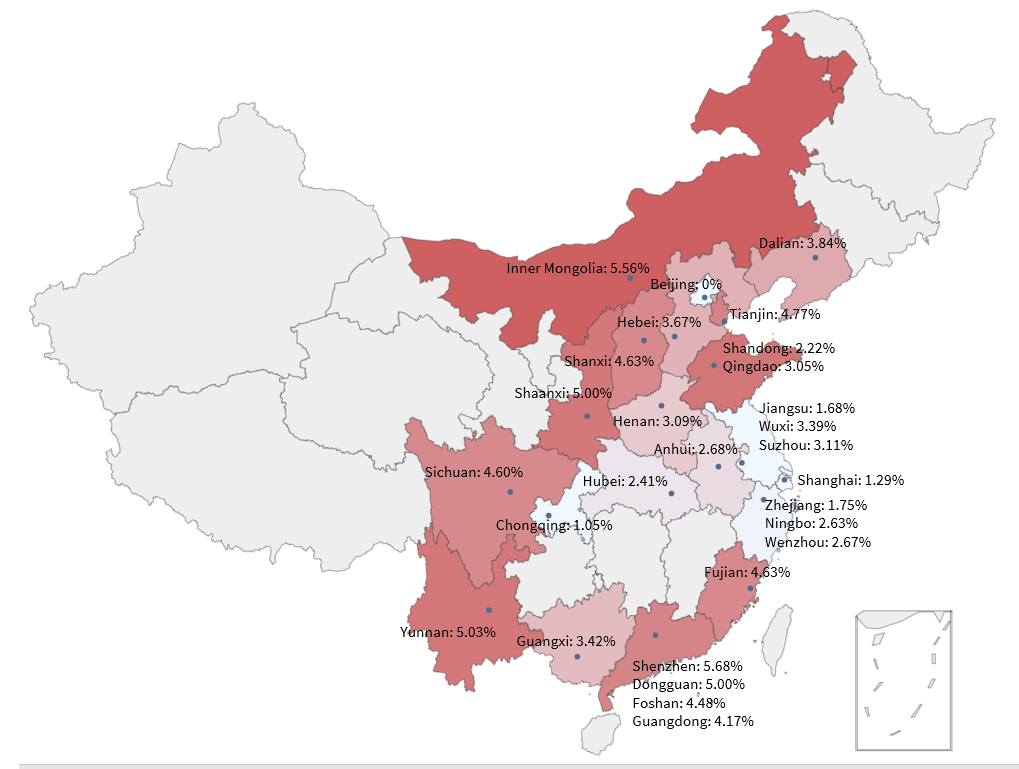 Dalian: 3.84%
Inner Mongolia: 5.56%
Beijing: 0%
Tianjin: 4.77%
Hebei: 3.67%
Shandong: 2.22%
Qingdao: 3.05%
Shanxi: 4.63%
Shaanxi: 5.00%
Jiangsu: 1.68%
Wuxi: 3.39%
Suzhou: 3.11%
Henan: 3.09%
Anhui: 2.68%
Sichuan: 4.60%
Hubei: 2.41%
Shanghai: 1.29%
Zhejiang: 1.75%
Ningbo: 2.63%
Wenzhou: 2.67%
Chongqing: 1.05%
Fujian: 4.63%
Yunnan: 5.03%
Guangxi: 3.42%
Shenzhen: 5.68%
Dongguan: 5.00%
Foshan: 4.48%
Guangdong: 4.17%